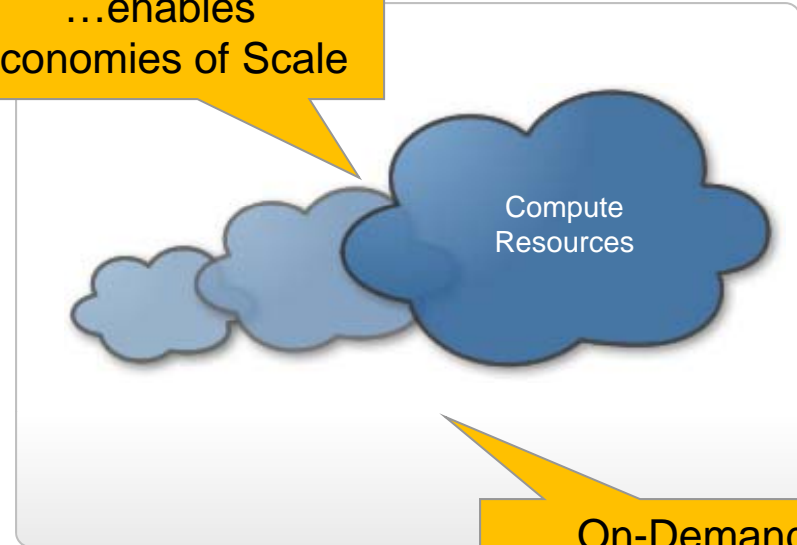 …enables
conomies of Scale
Compute
Resources
On-Demand